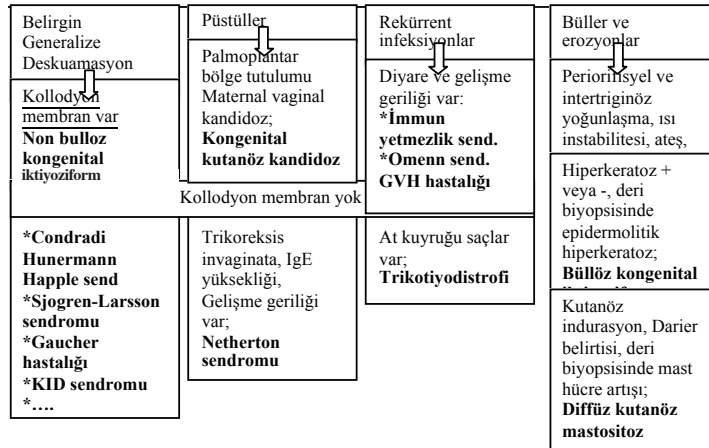 Belirgin
Generalize
Deskuamasyon
Kollodyon
membran var
Non bulloz
kongenital
iktiyoziform
Püstüller
Palmoplantar
bölge tutulumu
Maternal vaginal
kandidoz;
Kongenital
kutanöz kandidoz
Rekürrent
infeksiyonlar
Diyare ve gelişme
geriliği var:
*İmmun
yetmezlik send.
*Omenn send.
GVH hastalığı
Büller ve
erozyonlar
Periorifisyel ve
intertriginöz
yoğunlaşma, ısı
instabilitesi, ateş,
Kollodyon membran yok
*Condradi
Hunermann
Happle send
*Sjogren-Larsson
sendromu
*Gaucher
hastalığı
*KID sendromu
*….
Trikoreksis
invaginata, IgE
yüksekliği,
Gelişme geriliği
var;
Netherton
sendromu
At kuyruğu saçlar
var;
Trikotiyodistrofi
Hiperkeratoz +
veya -, deri
biyopsisinde
epidermolitik
hiperkeratoz;
Büllöz kongenital
Kutanöz
indurasyon, Darier
belirtisi, deri
biyopsisinde mast
hücre artışı;
Diffüz kutanöz
mastositoz